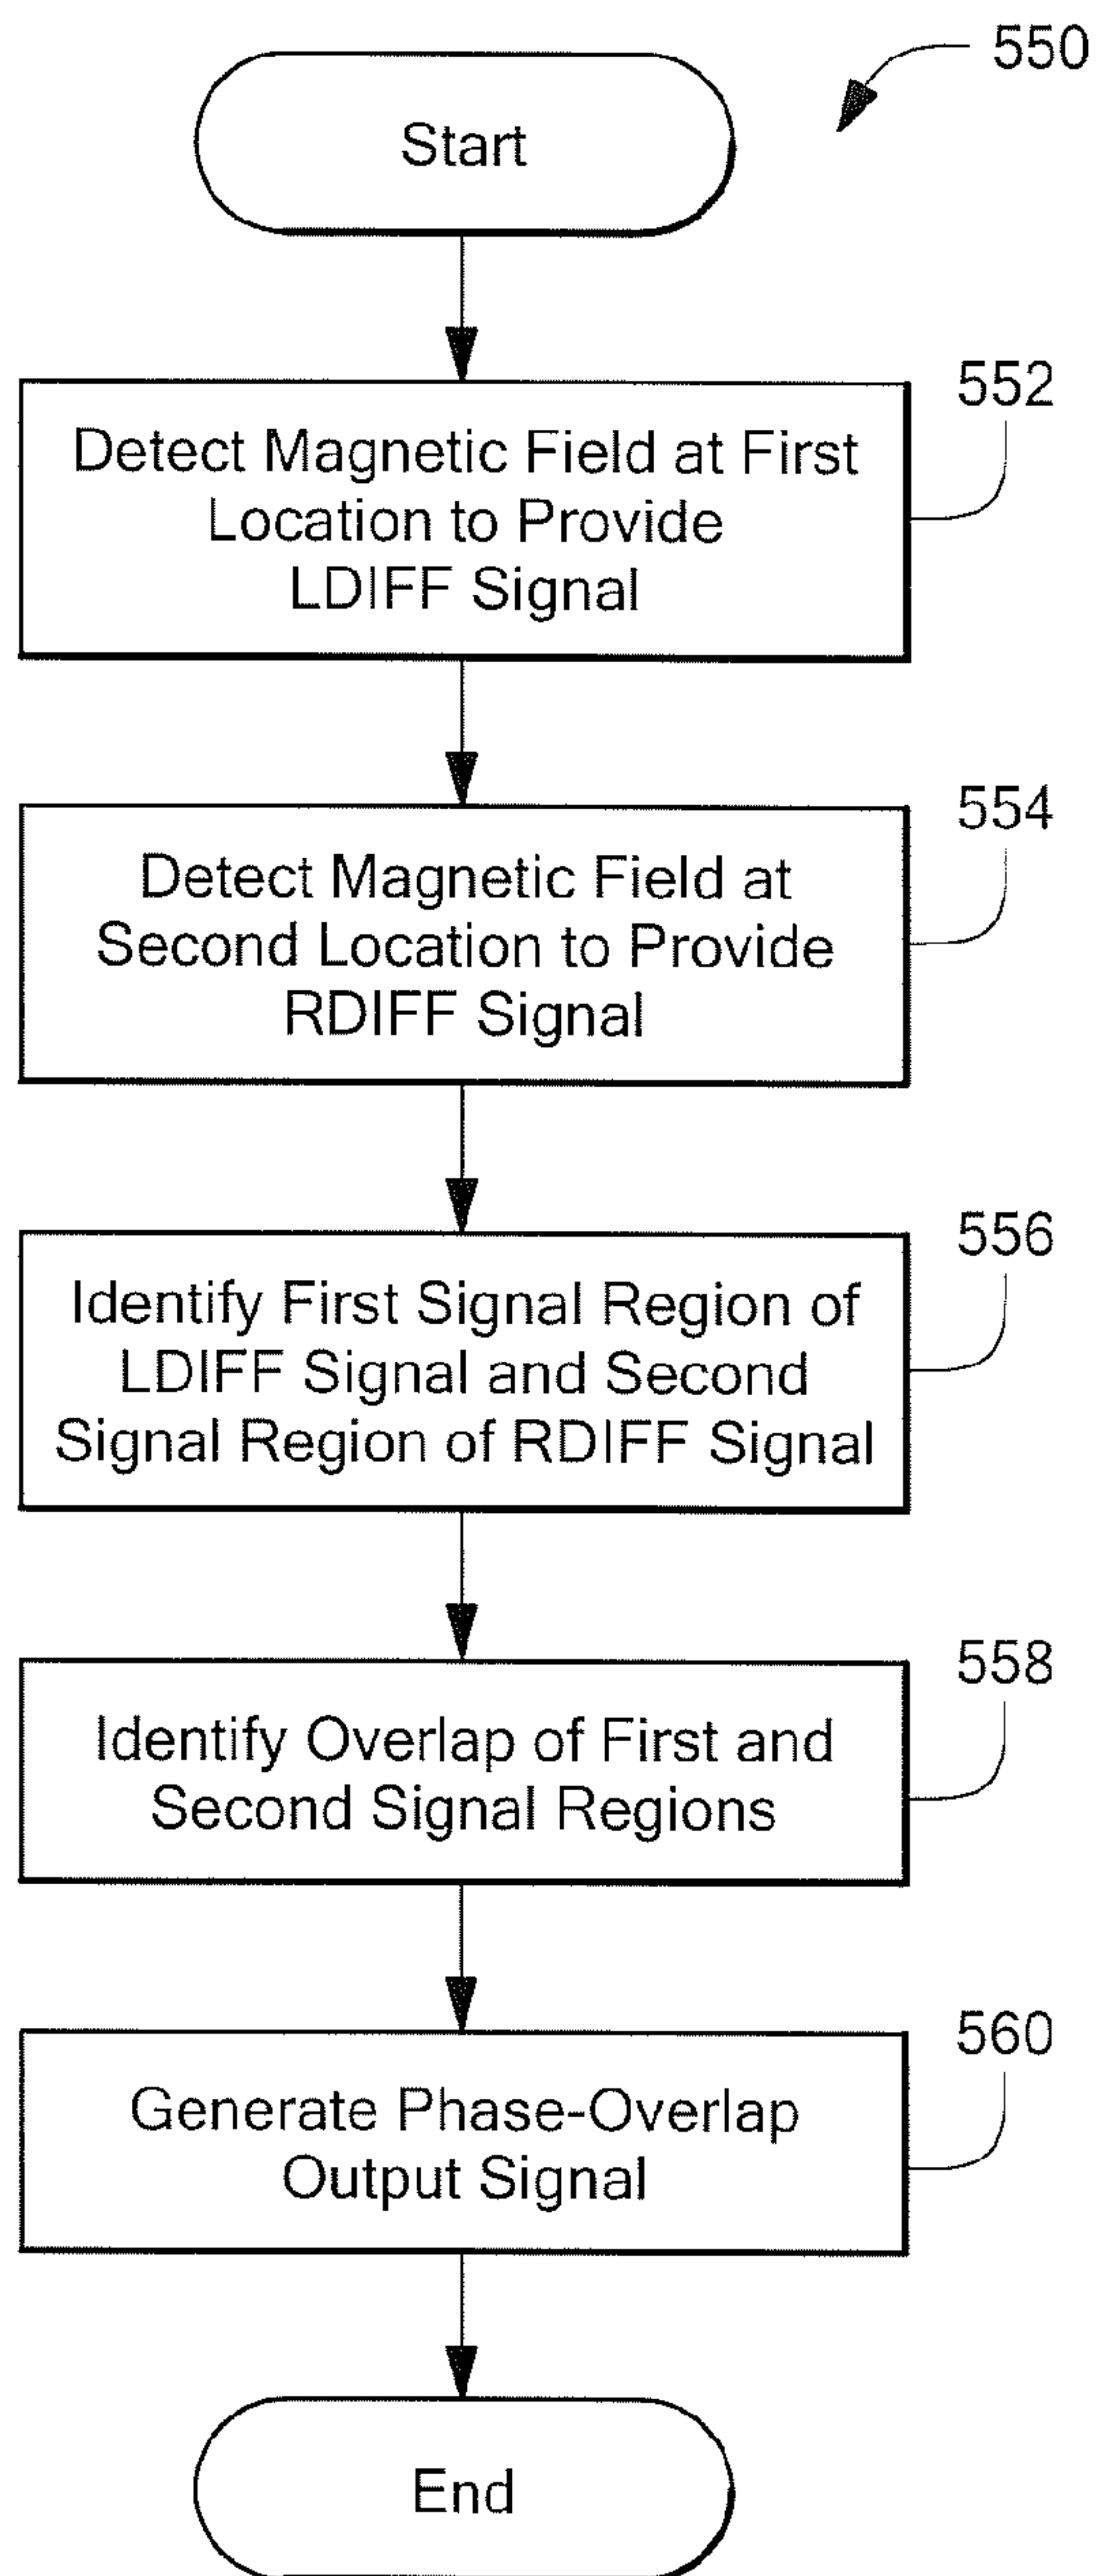 550
Start
552
Detect Magnetic Field at First
Location to Provide
LDIFF Signal
554
Detect Magnetic Field at
Second Location to Provide
RDIFF Signal
556
Identify First Signal Region of
LDIFF Signal and Second
Signal Region of RDIFF Signal
558
Identify Overlap of First and
Second Signal Regions
560
Generate Phase-Overlap
Output Signal
End